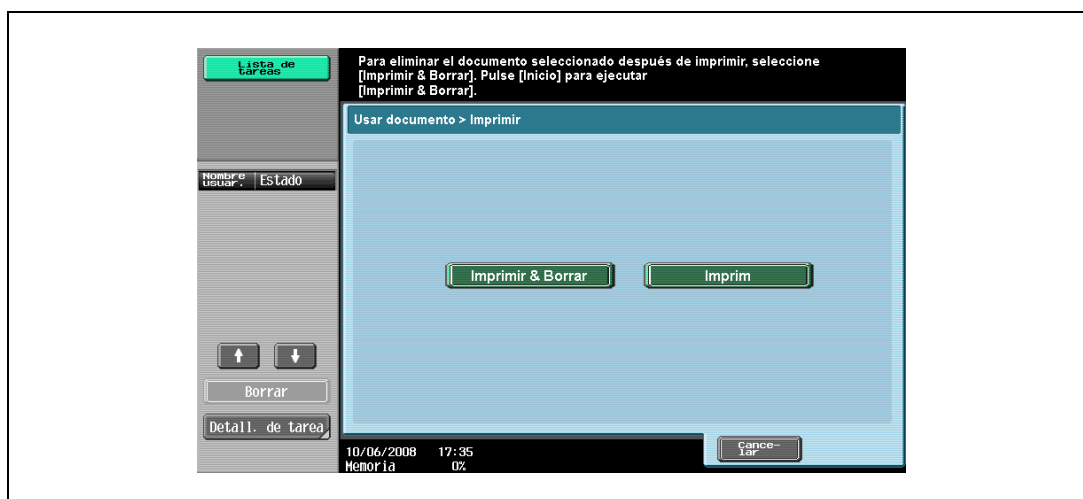 Lista de
tareas
Para eliminar el documento seleccionado después de imprimir, seleccione
[Imprimir & Borrar]. Pulse [Inicio] para ejecutar
[Imprimir & Borrar].
Usar documento > Imprimir
Nombre
usuar.
Estado
Imprimir & Borrar
Imprim
Borrar
Detall. de tarea
10/06/2008 17:35
Memoria 0%
Cance-
lar